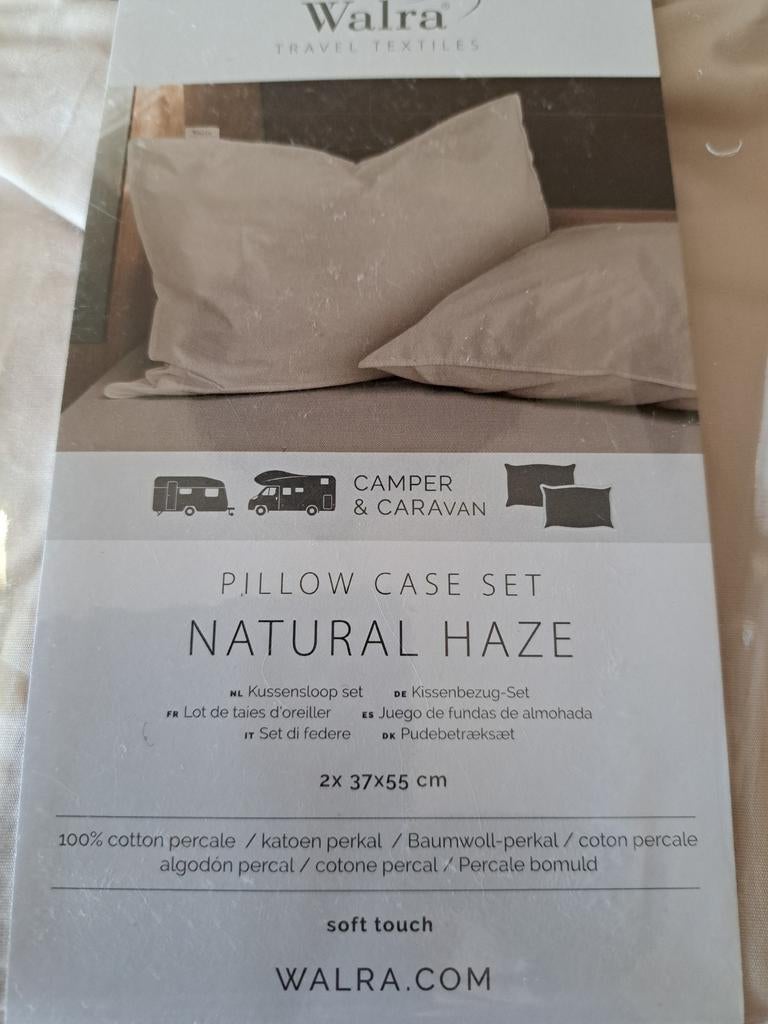 Walra®
TRAVEL TEXTILES
CAMPER
& CARAVAN
PILLOW CASE SET
NATURAL HAZE
NL Kussensloop set DE Kissenbezug-Set
FR Lot de taies d'oreiller ES Juego de fundas de almohada
IT Set di federe DK Pudebetræksæt
2x 37x55 cm
100% cotton percale / katoen perkal / Baumwoll-perkal / coton percale
algodón percal / cotone percal / Percale bomuld
soft touch
WALRA.COM